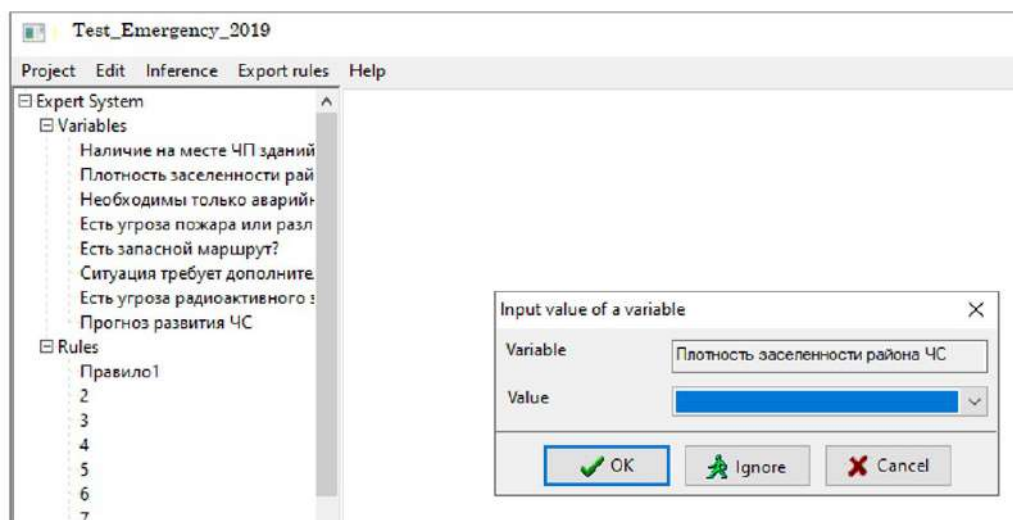 Test_Emergency_2019
Project Edit Inference Export rules Help
Expert System
Variables
Наличие на месте ЧП зданий
Плотность заселенности рай
Необходимы только аварийн
Есть угроза пожара или разл
Есть запасной маршрут?
Ситуация требует дополните
Есть угроза радиоактивного з
Прогноз развития ЧС
Rules
Правило1
2
3
4
5
6
7
Input value of a variable
Variable Плотность заселенности района ЧС
Value
OK Ignore Cancel